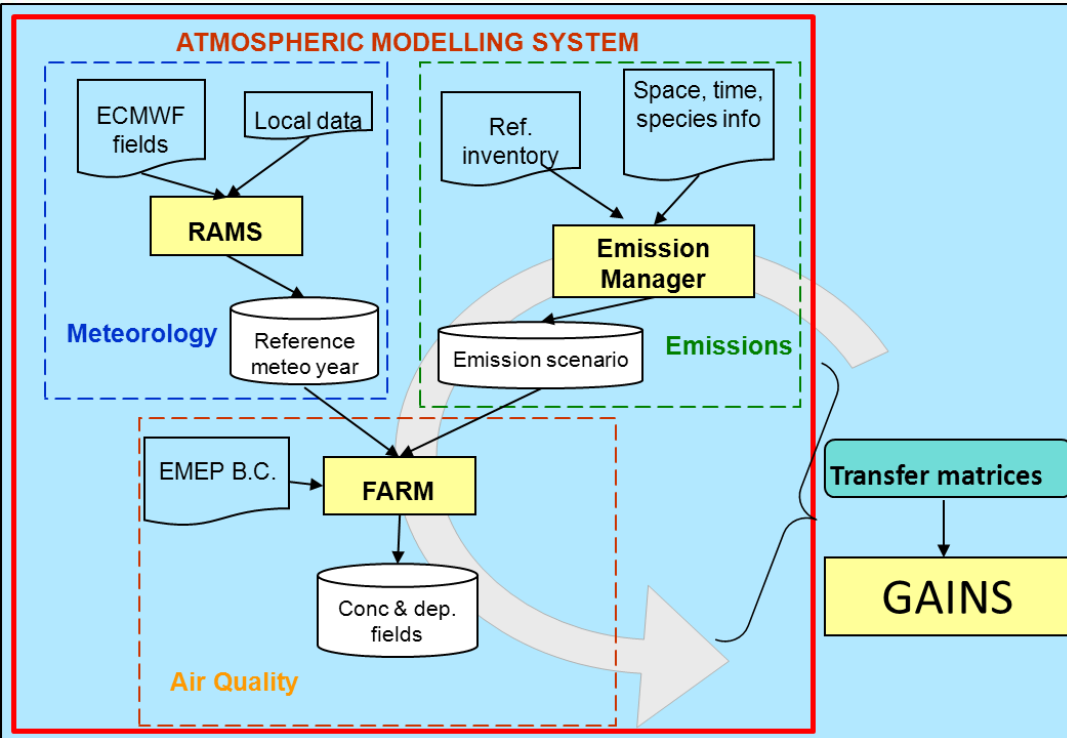 ATMOSPHERIC MODELLING SYSTEM
ECMWF
fields
Local data
RAMS
Meteorology
Reference
meteo year
Ref.
inventory
Space, time,
species info
Emission
Manager
Emission scenario
Emissions
EMEP B.C.
FARM
Conc & dep.
fields
Air Quality
Transfer matrices
GAINS